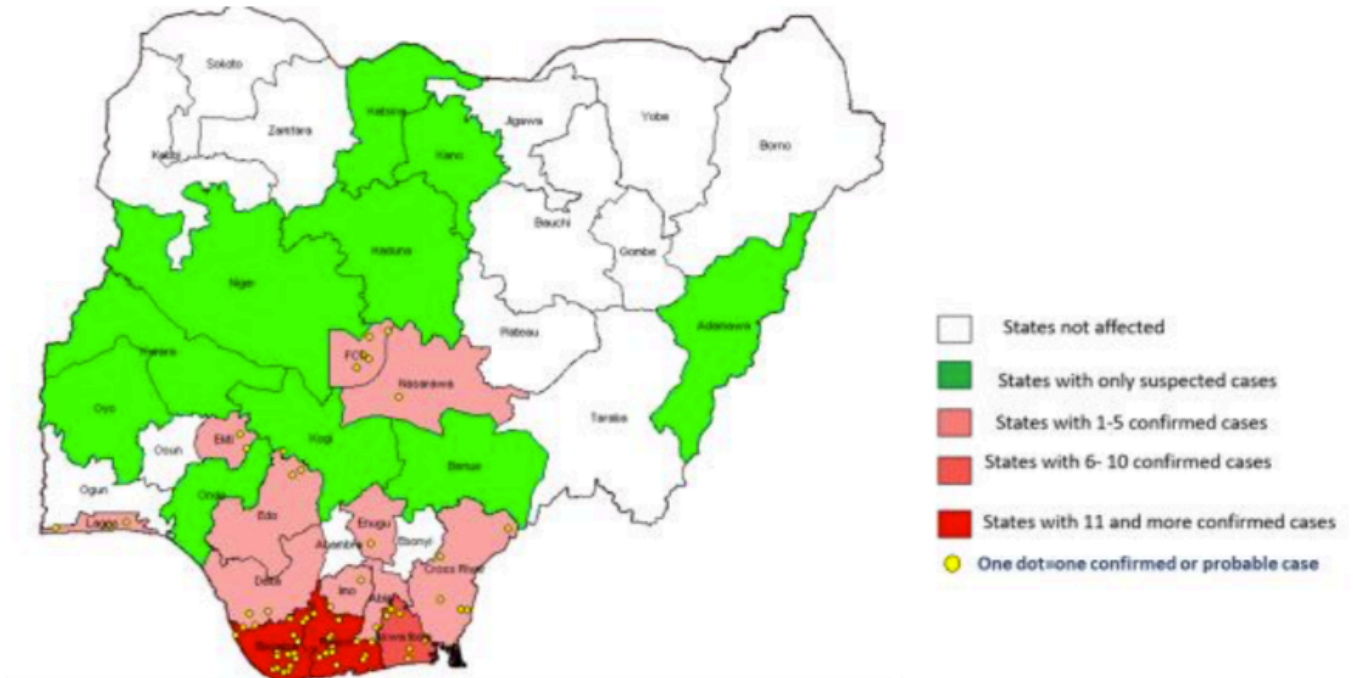 Sokoto
Katsina
Yobe
Jigawa
Zamfara
Borno
Kano
Kebbi
Bauchi
Kaduna
Gombe
Niger
Adamawa
Plateau
Kwara
Nasarawa
Oyo
Taraba
Ekiti
Kogi
Osun
Benue
Ogun
Ondo
Edo
Lagos
Enugu
Ebonyi
Cross River
Delta
Imo
Abia
Akwa Ibom
States not affected
States with only suspected cases
States with 1-5 confirmed cases
States with 6- 10 confirmed cases
States with 11 and more confirmed cases
One dot=one confirmed or probable case